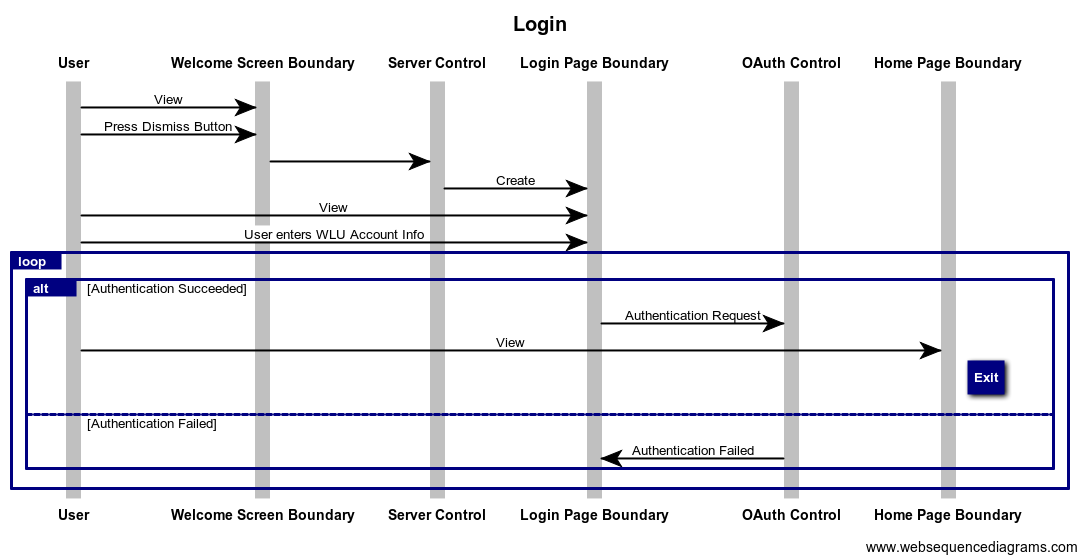 Login
User Welcome Screen Boundary Server Control Login Page Boundary OAuth Control Home Page Boundary
View
Press Dismiss Button
Create
View
User enters WLU Account Info
loop
alt [Authentication Succeeded]
Authentication Request
View
Exit
[Authentication Failed]
Authentication Failed
User Welcome Screen Boundary Server Control Login Page Boundary OAuth Control Home Page Boundary
www.websequencediagrams.com